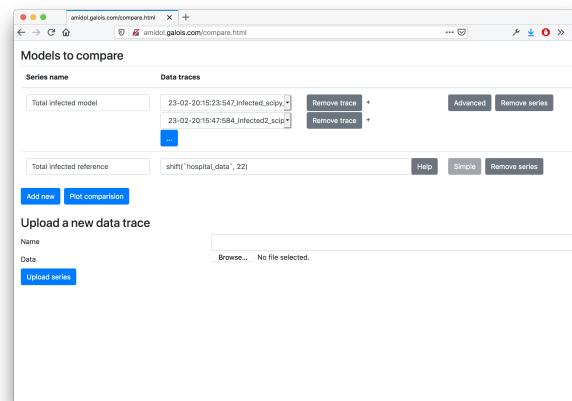 amidol.galois.com/compare.html
amidol.galois.com/compare.html
Models to compare
Series name Data traces
Total infected model 23-02-20:15:23:547_Infected_scipy_ Remove trace + Advanced Remove series
23-02-20:15:47:584_Infected2_scip Remove trace +
...
Total infected reference shift(`hospital_data`, 22) Help Simple Remove series
Add new Plot comparision
Upload a new data trace
Name
Data Browse... No file selected.
Upload series